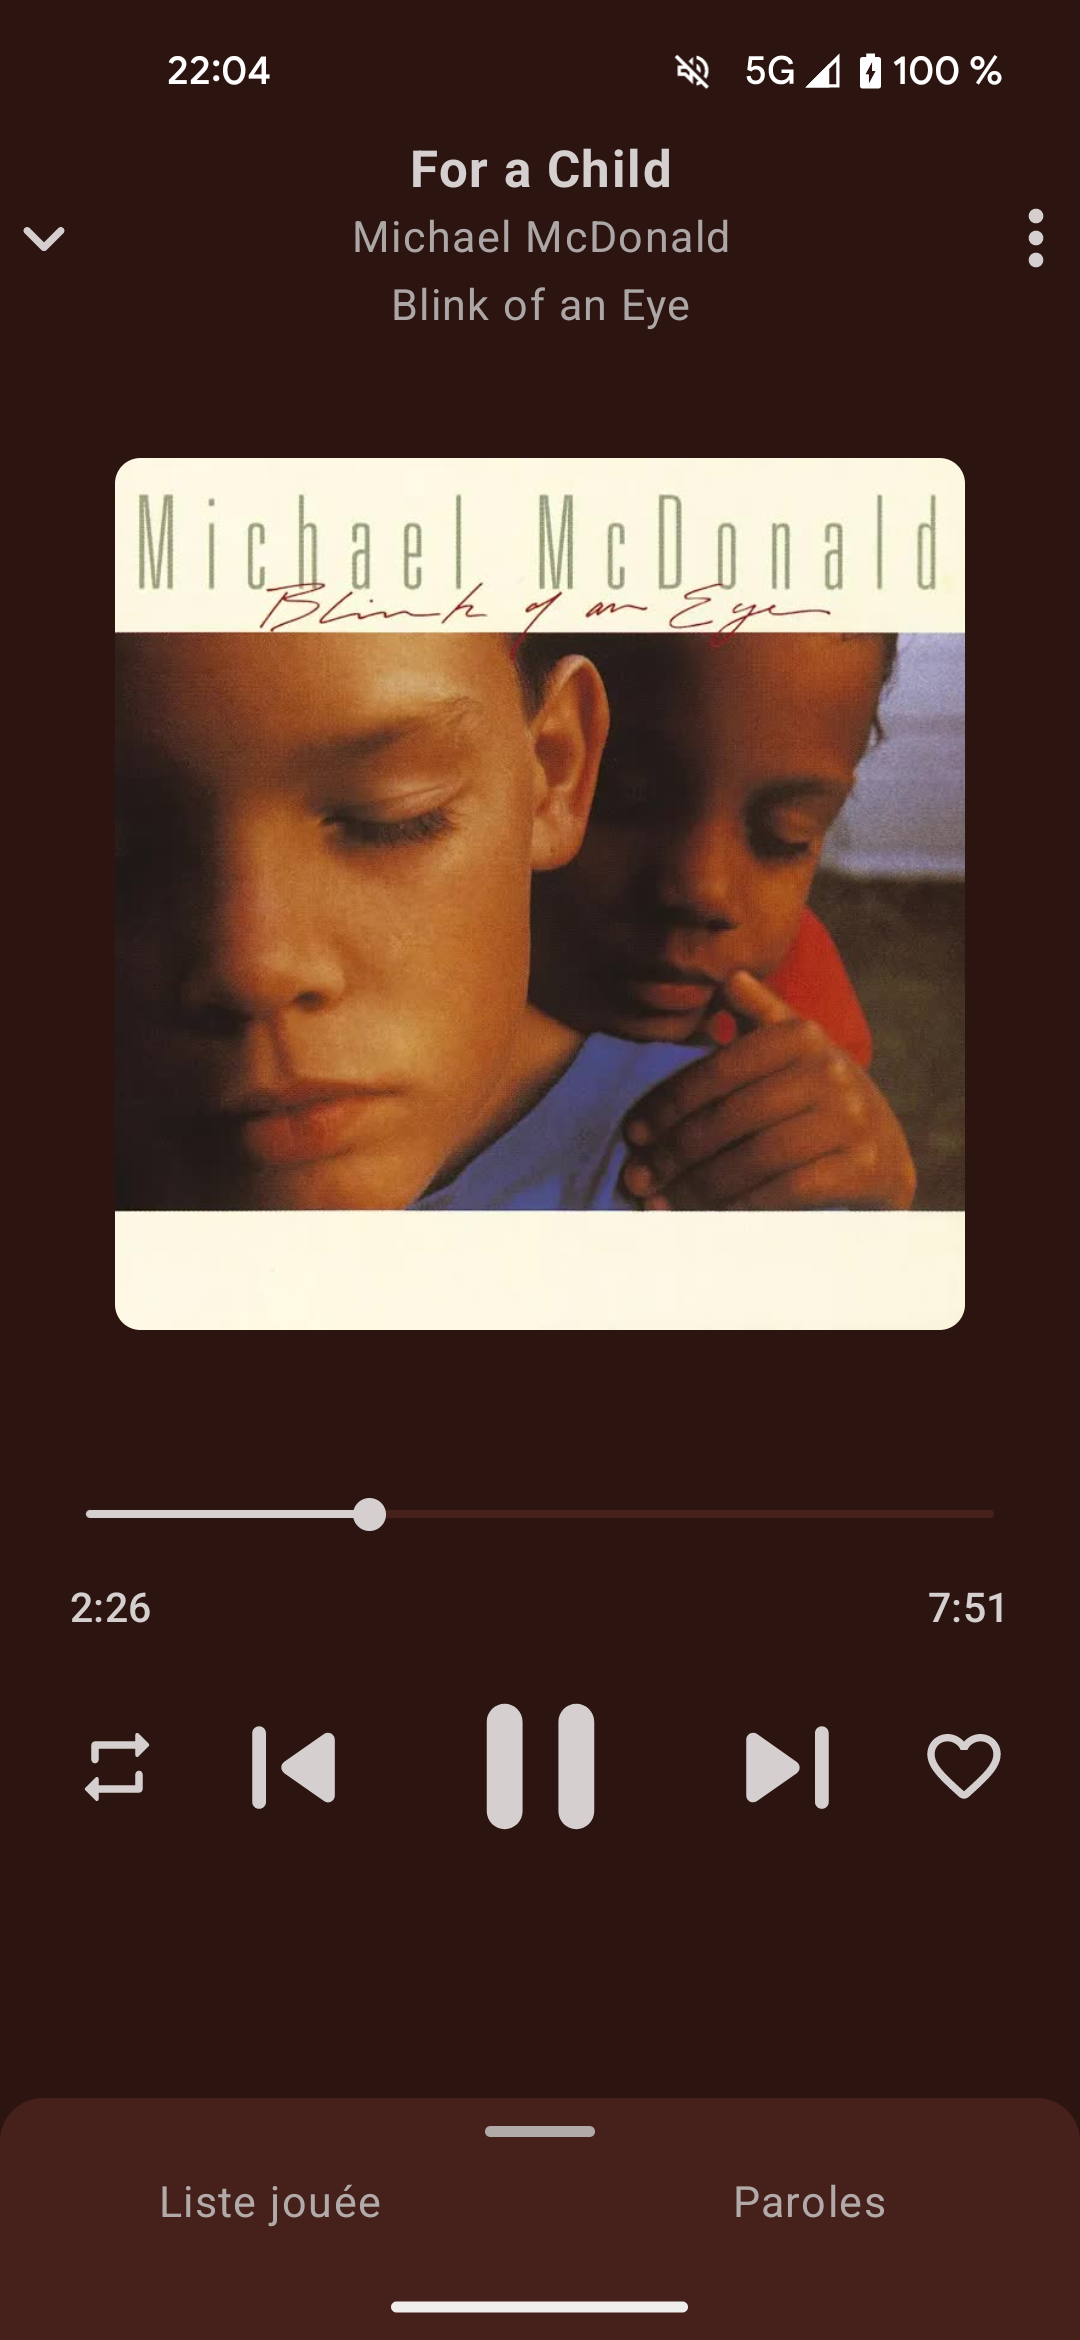 22:04 5G 100 %
For a Child
Michael McDonald
Blink of an Eye
Michael McDonald
Blink of an Eye
2:26 7:51
Liste jouée Paroles